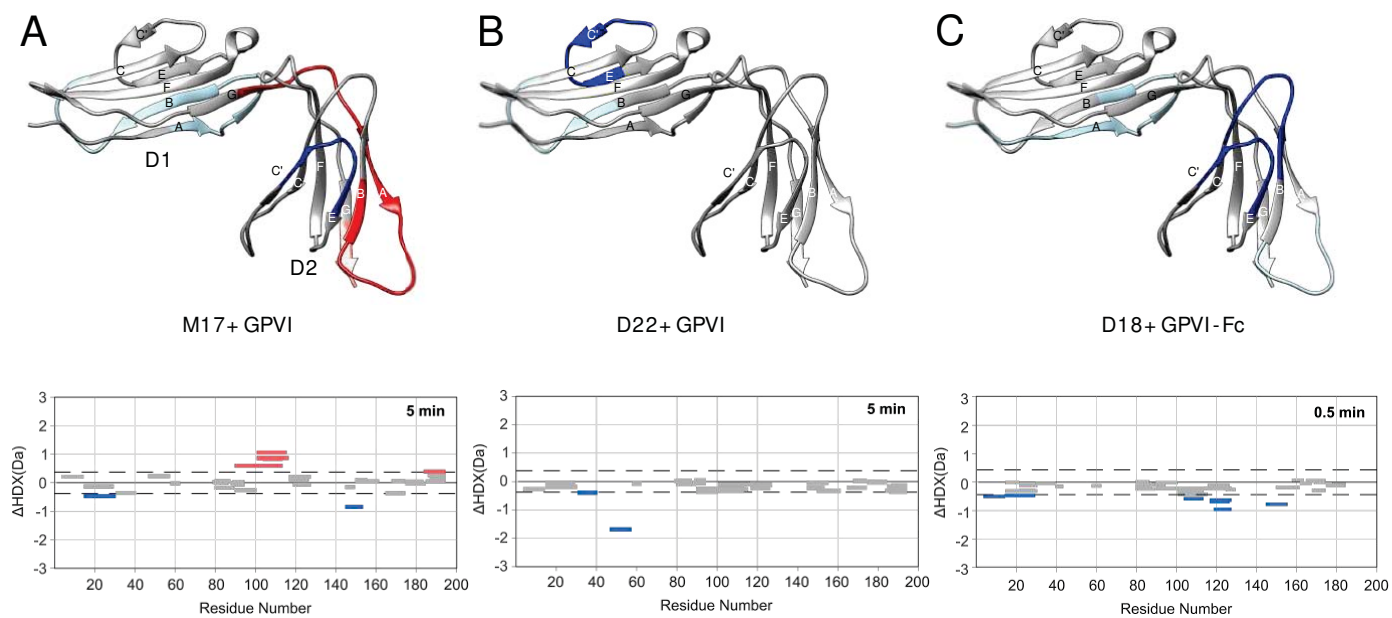 A
B
C
C'
C
E
F
B
G
A
D1
C'
C
F
E
G
B
A
D2
C'
C
E
F
B
G
A
C'
C
F
E
G
B
C'
C
E
F
B
G
A
C'
C
F
E
G
B
M17+ GPVI
D22+ GPVI
D18+ GPVI-Fc
5 min
3
2
1
0
-1
-2
-3
ΔHDX(Da)
20 40 60 80 100 120 140 160 180 200
Residue Number
5 min
3
2
1
0
-1
-2
-3
ΔHDX(Da)
20 40 60 80 100 120 140 160 180 200
Residue Number
0.5 min
3
2
1
0
-1
-2
-3
ΔHDX(Da)
20 40 60 80 100 120 140 160 180 200
Residue Number